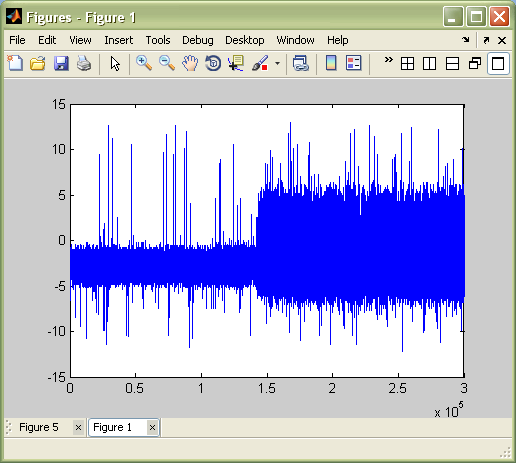 Figures - Figure 1
File Edit View Insert Tools Debug Desktop Window Help
15
10
5
0
-5
-10
-15
0 0.5 1 1.5 2 2.5 3
x 10^5
Figure 5 Figure 1